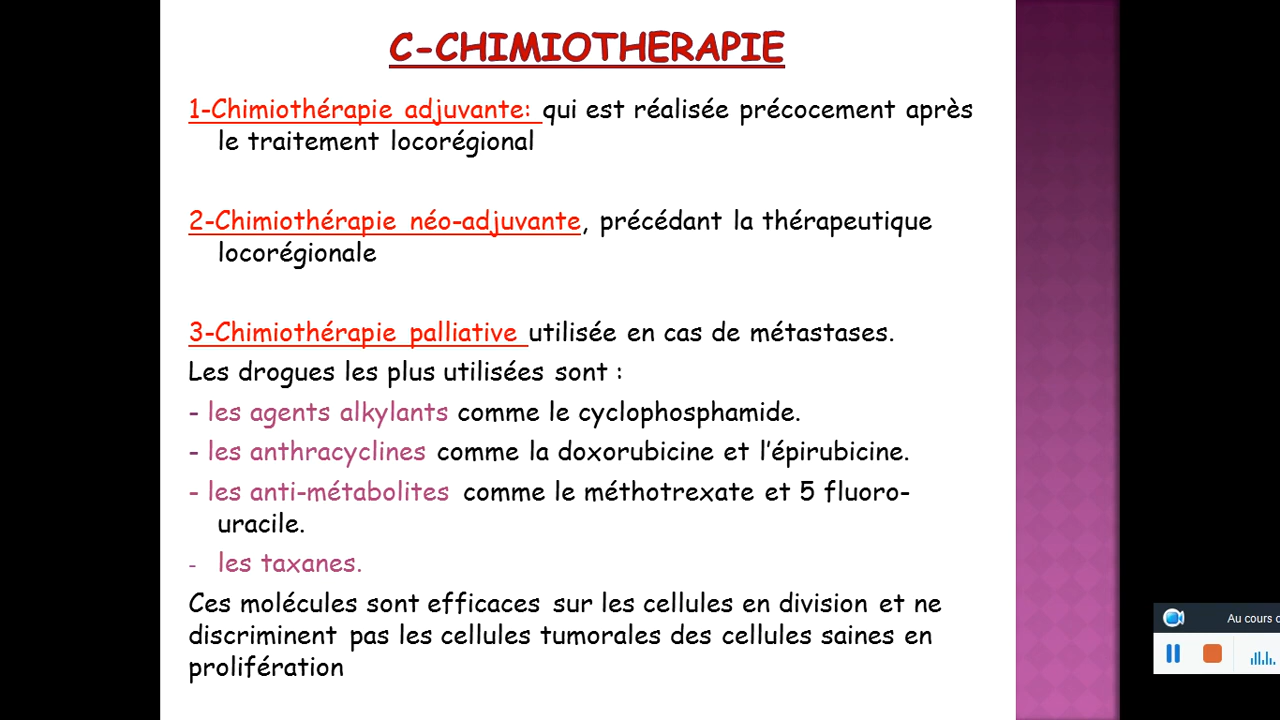 C-CHIMIOTHERAPIE
1-Chimiothérapie adjuvante: qui est réalisée précocement après
le traitement locorégional
2-Chimiothérapie néo-adjuvante, précédant la thérapeutique
locorégionale
3-Chimiothérapie palliative utilisée en cas de métastases.
Les drogues les plus utilisées sont :
- les agents alkylants comme le cyclophosphamide.
- les anthracyclines comme la doxorubicine et l'épirubicine.
- les anti-métabolites comme le méthotrexate et 5 fluoro-
uracile.
- les taxanes.
Ces molécules sont efficaces sur les cellules en division et ne
discriminent pas les cellules tumorales des cellules saines en
prolifération
Au cours